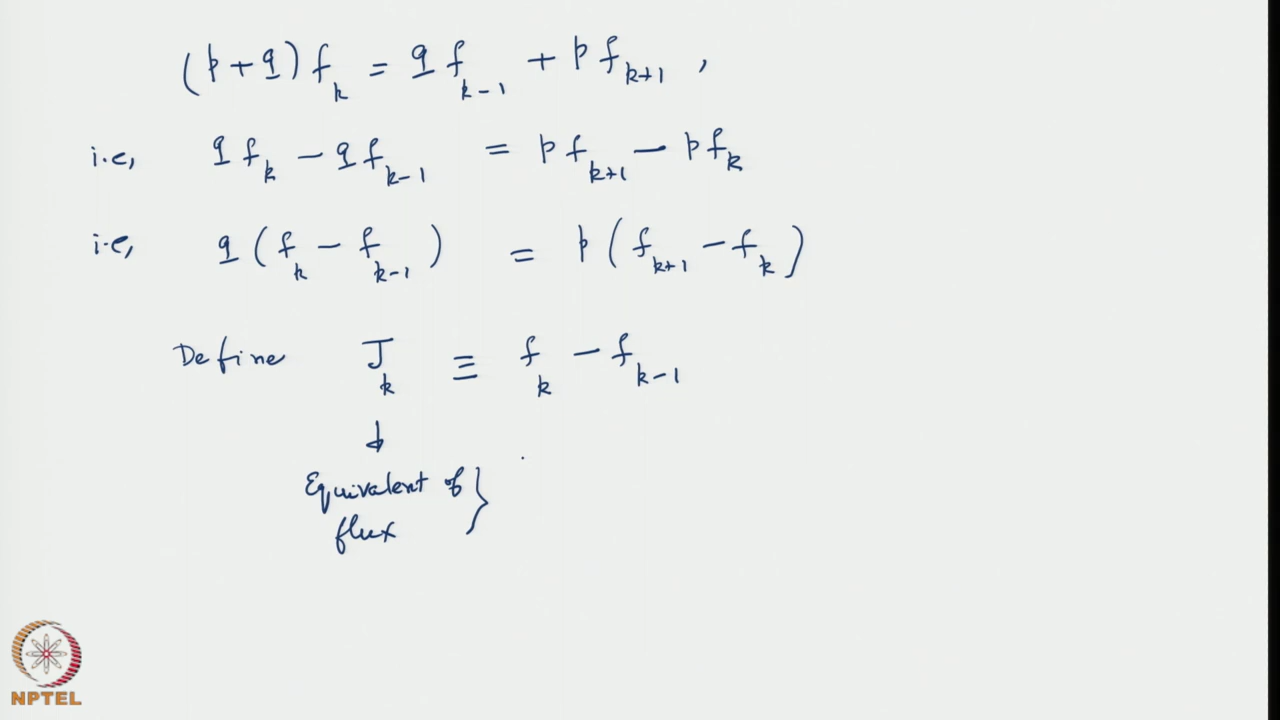 (p+q) f_k = q f_{k-1} + p f_{k+1} ,
i.e, q f_k - q f_{k-1} = p f_{k+1} - p f_k
i.e, q ( f_k - f_{k-1} ) = p ( f_{k+1} - f_k )
Define J_k ≡ f_k - f_{k-1}
↓
Equivalent of }
flux
NPTEL